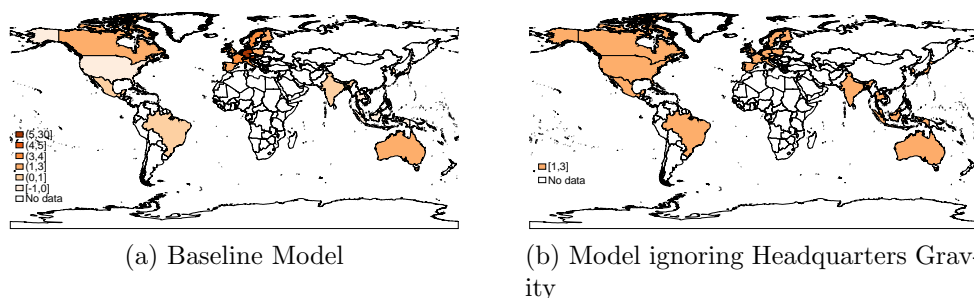 (5,30]
(4,5]
(3,4]
(1,3]
(0,1]
[-1,0]
No data
[1,3]
No data
(a) Baseline Model
(b) Model ignoring Headquarters Grav-
ity